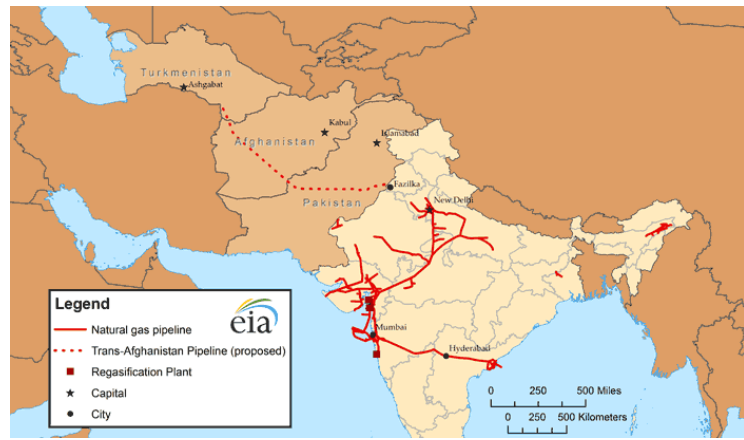 Turkmenistan
Ashgabat
Kabul
Islamabad
Afghanistan
Fazilka
Pakistan
New Delhi
Legend
eia
Natural gas pipeline
Trans-Afghanistan Pipeline (proposed)
Regasification Plant
Capital
City
Mumbai
Hyderabad
0 250 500 Miles
0 250 500 Kilometers